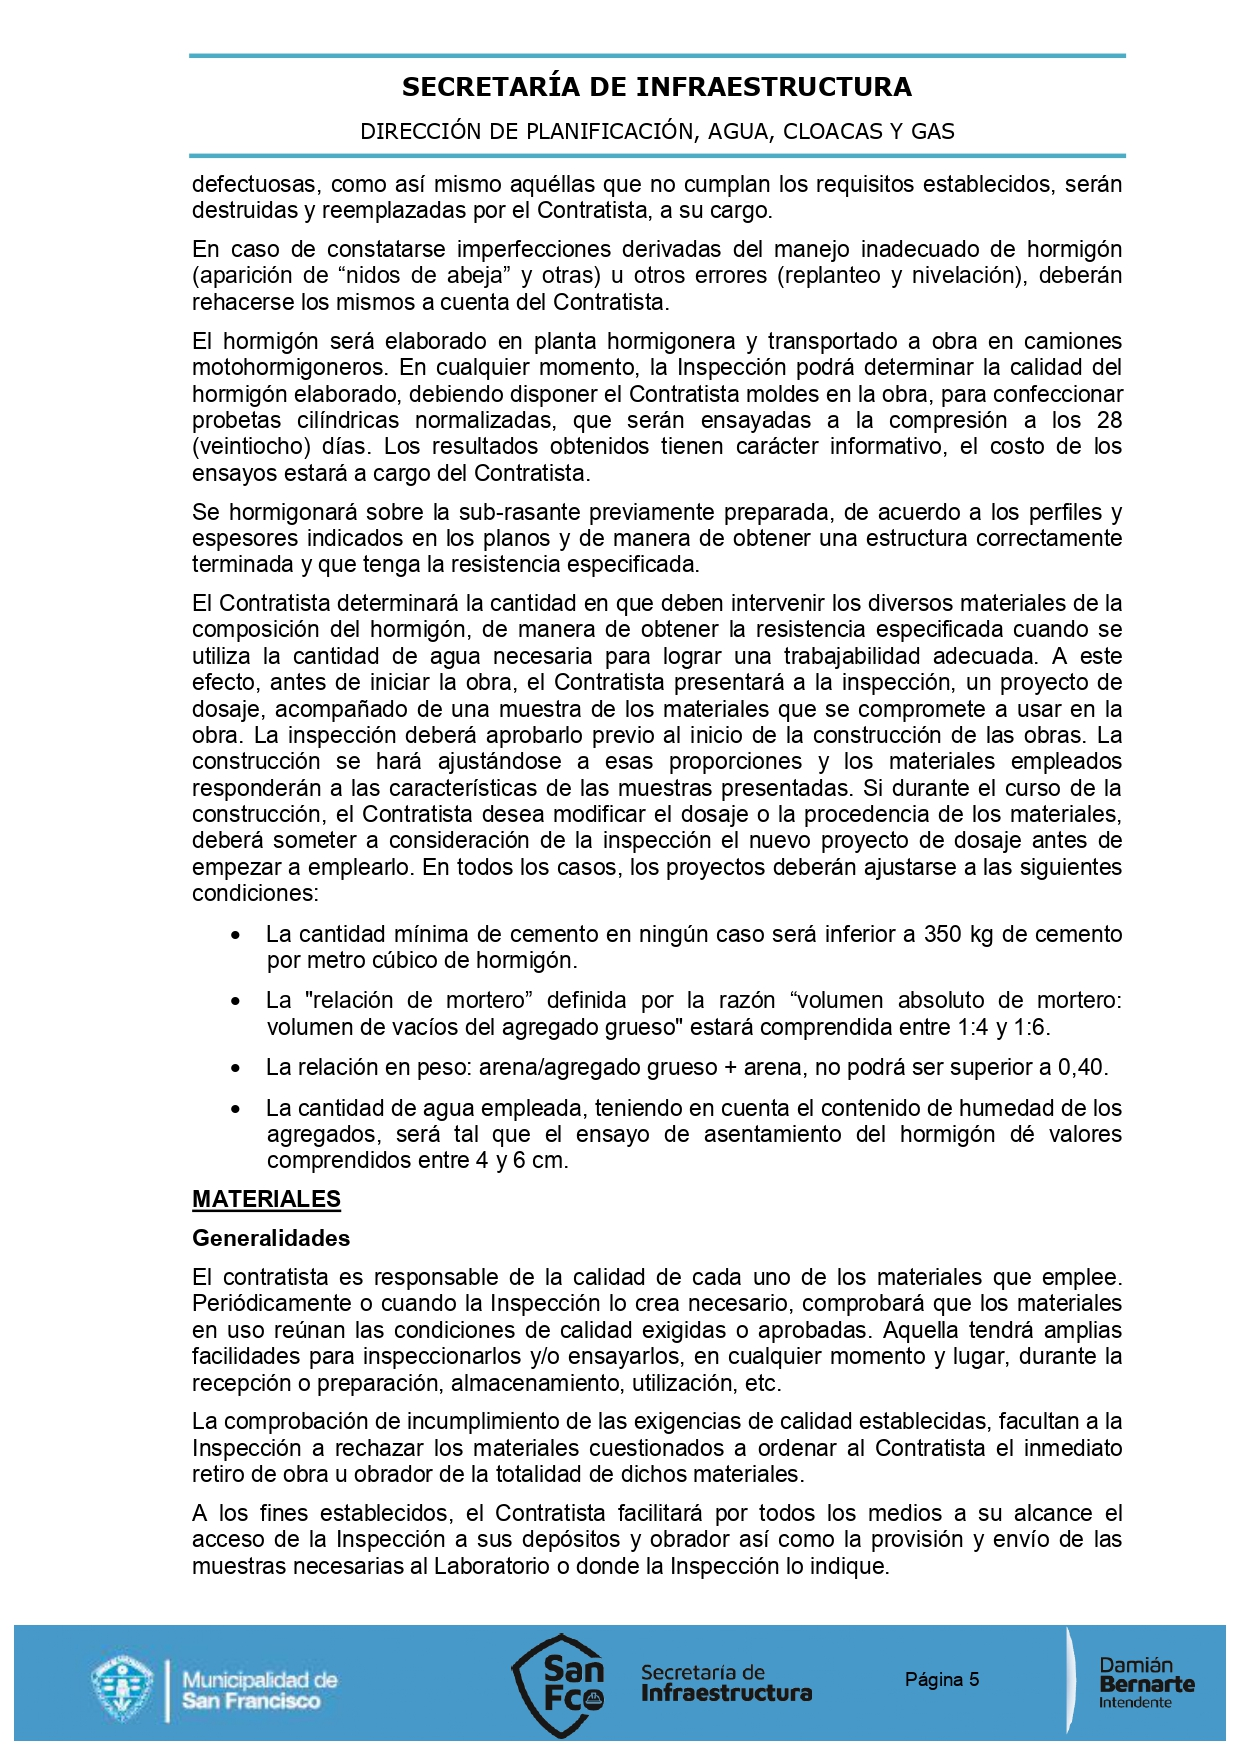 SECRETARÍA DE INFRAESTRUCTURA
DIRECCIÓN DE PLANIFICACIÓN, AGUA, CLOACAS Y GAS
defectuosas, como así mismo aquéllas que no cumplan los requisitos establecidos, serán
destruidas y reemplazadas por el Contratista, a su cargo.
En caso de constatarse imperfecciones derivadas del manejo inadecuado de hormigón
(aparición de “nidos de abeja” y otras) u otros errores (replanteo y nivelación), deberán
rehacerse los mismos a cuenta del Contratista.
El hormigón será elaborado en planta hormigonera y transportado a obra en camiones
motohormigoneros. En cualquier momento, la Inspección podrá determinar la calidad del
hormigón elaborado, debiendo disponer el Contratista moldes en la obra, para confeccionar
probetas cilíndricas normalizadas, que serán ensayadas a la compresión a los 28
(veintiocho) días. Los resultados obtenidos tienen carácter informativo, el costo de los
ensayos estará a cargo del Contratista.
Se hormigonará sobre la sub-rasante previamente preparada, de acuerdo a los perfiles y
espesores indicados en los planos y de manera de obtener una estructura correctamente
terminada y que tenga la resistencia especificada.
El Contratista determinará la cantidad en que deben intervenir los diversos materiales de la
composición del hormigón, de manera de obtener la resistencia especificada cuando se
utiliza la cantidad de agua necesaria para lograr una trabajabilidad adecuada. A este
efecto, antes de iniciar la obra, el Contratista presentará a la inspección, un proyecto de
dosaje, acompañado de una muestra de los materiales que se compromete a usar en la
obra. La inspección deberá aprobarlo previo al inicio de la construcción de las obras. La
construcción se hará ajustándose a esas proporciones y los materiales empleados
responderán a las características de las muestras presentadas. Si durante el curso de la
construcción, el Contratista desea modificar el dosaje o la procedencia de los materiales,
deberá someter a consideración de la inspección el nuevo proyecto de dosaje antes de
empezar a emplearlo. En todos los casos, los proyectos deberán ajustarse a las siguientes
condiciones:
• La cantidad mínima de cemento en ningún caso será inferior a 350 kg de cemento
por metro cúbico de hormigón.
• La "relación de mortero” definida por la razón “volumen absoluto de mortero:
volumen de vacíos del agregado grueso" estará comprendida entre 1:4 y 1:6.
• La relación en peso: arena/agregado grueso + arena, no podrá ser superior a 0,40.
• La cantidad de agua empleada, teniendo en cuenta el contenido de humedad de los
agregados, será tal que el ensayo de asentamiento del hormigón dé valores
comprendidos entre 4 y 6 cm.
MATERIALES
Generalidades
El contratista es responsable de la calidad de cada uno de los materiales que emplee.
Periódicamente o cuando la Inspección lo crea necesario, comprobará que los materiales
en uso reúnan las condiciones de calidad exigidas o aprobadas. Aquella tendrá amplias
facilidades para inspeccionarlos y/o ensayarlos, en cualquier momento y lugar, durante la
recepción o preparación, almacenamiento, utilización, etc.
La comprobación de incumplimiento de las exigencias de calidad establecidas, facultan a la
Inspección a rechazar los materiales cuestionados a ordenar al Contratista el inmediato
retiro de obra u obrador de la totalidad de dichos materiales.
A los fines establecidos, el Contratista facilitará por todos los medios a su alcance el
acceso de la Inspección a sus depósitos y obrador así como la provisión y envío de las
muestras necesarias al Laboratorio o donde la Inspección lo indique.
Municipalidad de
San Francisco
San
Fco
Secretaría de
Infraestructura
Página 5
Damián
Bernarte
Intendente